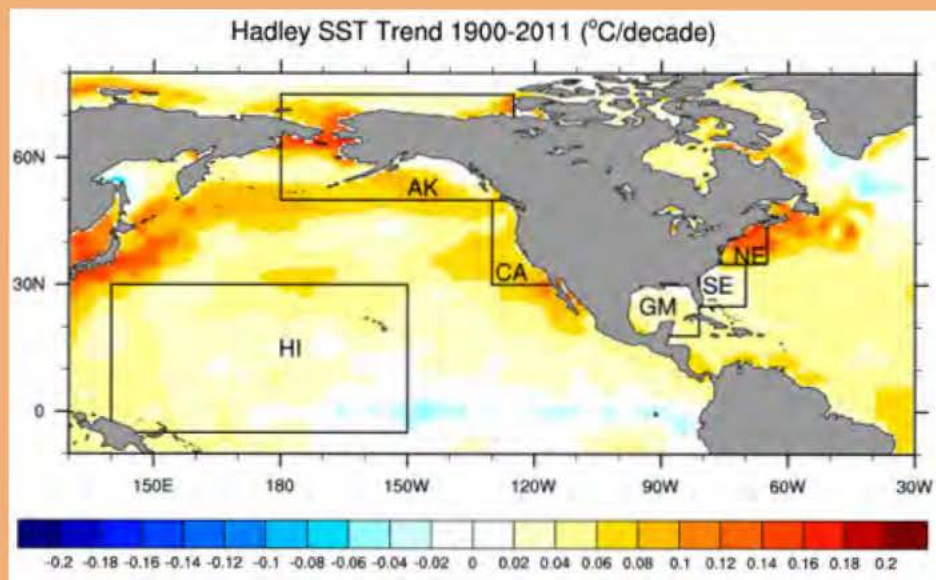 Hadley SST Trend 1900-2011 (°C/decade)
60N
AK
NE
CA
30N
SE
GM
HI
0
150E 150W 120W 90W 60W 30W
-0.2 -0.18 -0.16 -0.14 -0.12 -0.1 -0.08 -0.06 -0.04 -0.02 0 0.02 0.04 0.06 0.08 0.1 0.12 0.14 0.16 0.18 0.2